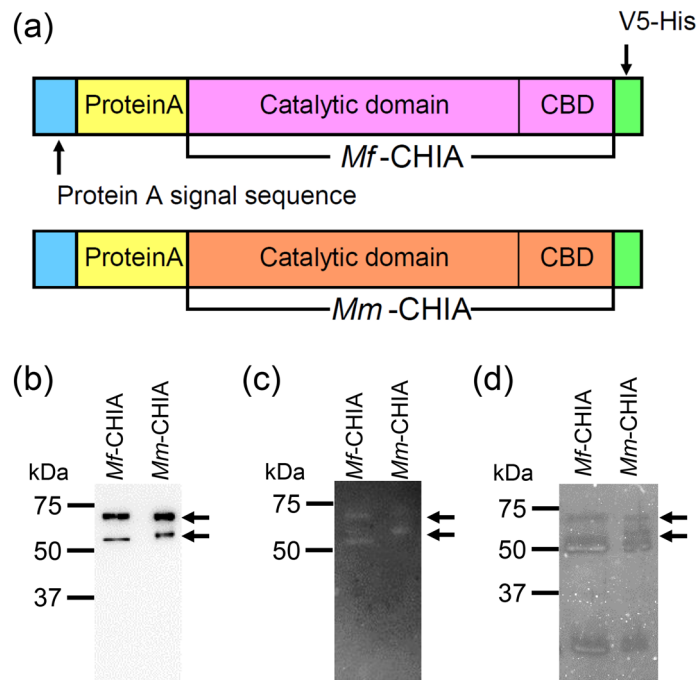 (a)
V5-His
ProteinA Catalytic domain CBD
Mf-CHIA
Protein A signal sequence
ProteinA Catalytic domain CBD
Mm-CHIA
(b)
Mf-CHIA
Mm-CHIA
kDa
75
50
37
(c)
Mf-CHIA
Mm-CHIA
kDa
75
50
(d)
Mf-CHIA
Mm-CHIA
kDa
75
50
37